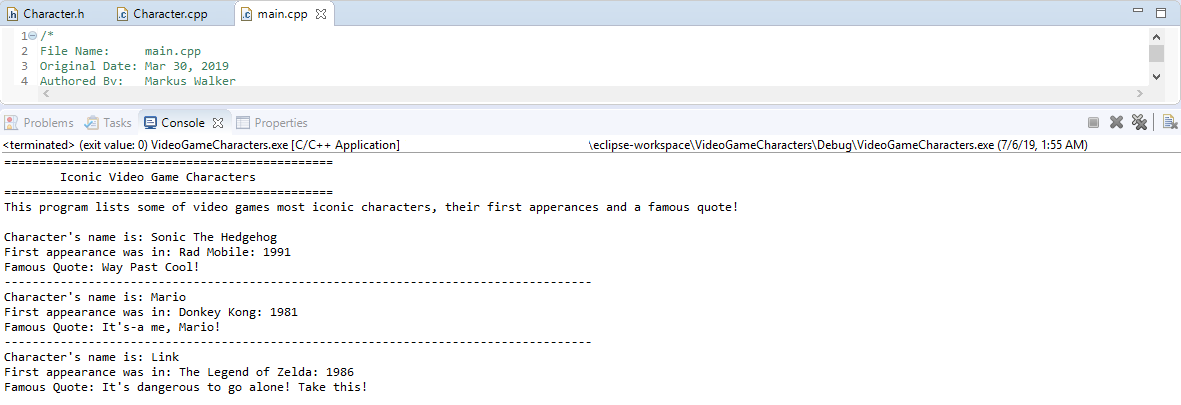 Character.h Character.cpp main.cpp
1 /*
2 File Name: main.cpp
3 Original Date: Mar 30, 2019
4 Authored By: Markus Walker
Problems Tasks Console Properties
<terminated> (exit value: 0) VideoGameCharacters.exe [C/C++ Application] \eclipse-workspace\VideoGameCharacters\Debug\VideoGameCharacters.exe (7/6/19, 1:55 AM)
===============================================
Iconic Video Game Characters
===============================================
This program lists some of video games most iconic characters, their first apperances and a famous quote!
Character's name is: Sonic The Hedgehog
First appearance was in: Rad Mobile: 1991
Famous Quote: Way Past Cool!
------------------------------------------------------------------------------------
Character's name is: Mario
First appearance was in: Donkey Kong: 1981
Famous Quote: It's-a me, Mario!
------------------------------------------------------------------------------------
Character's name is: Link
First appearance was in: The Legend of Zelda: 1986
Famous Quote: It's dangerous to go alone! Take this!